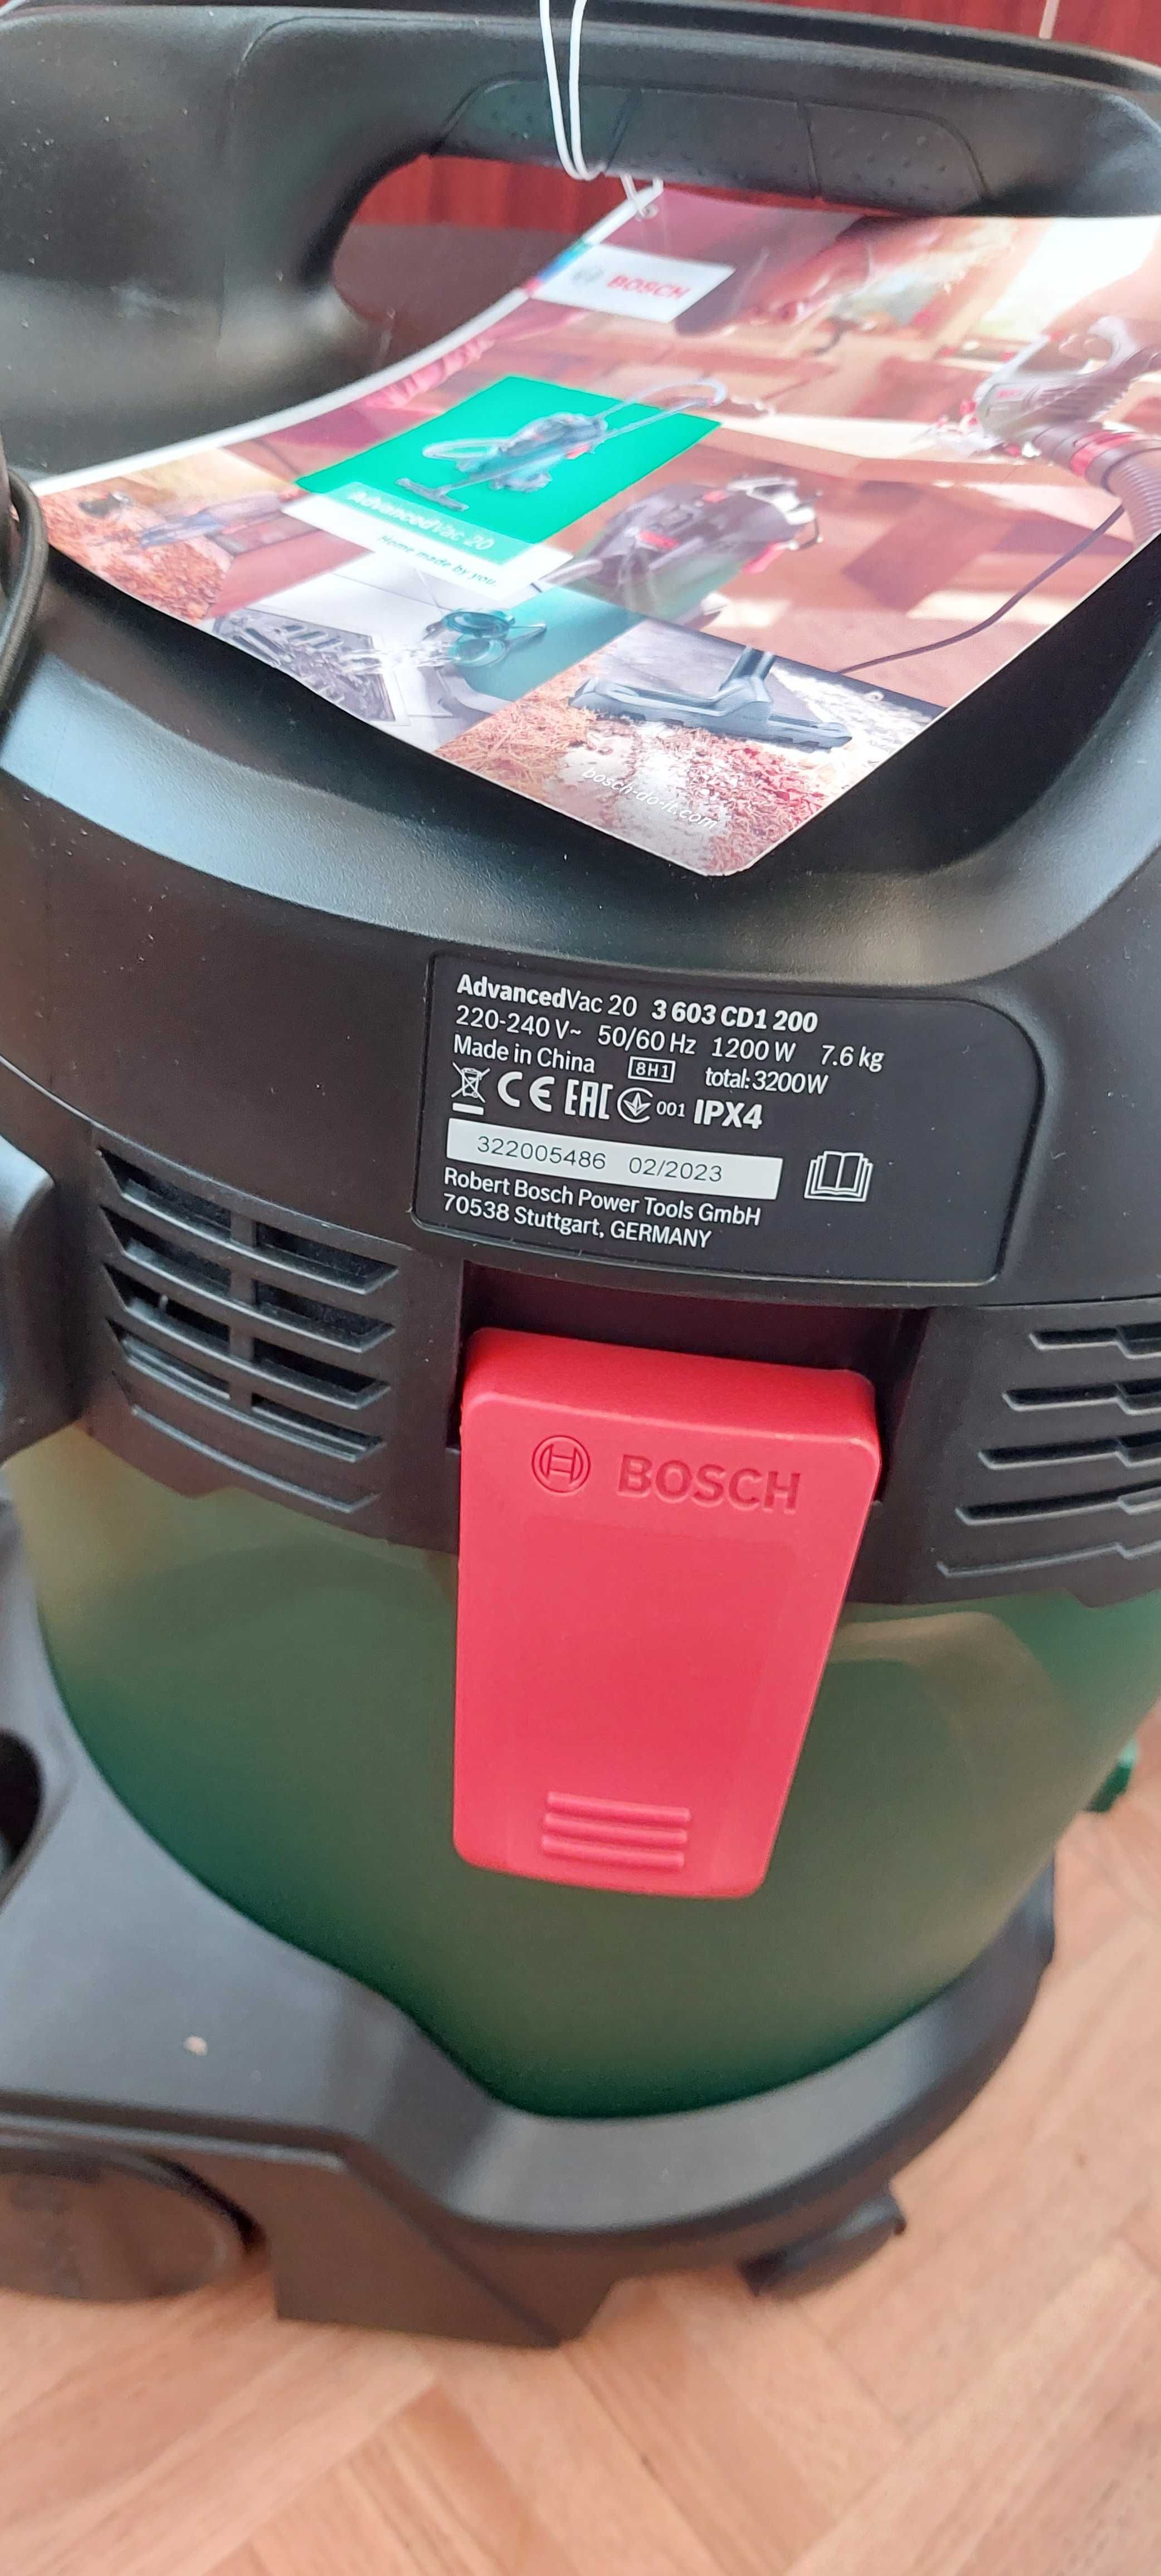 BOSCH
AdvancedVac 20
Home made by you.
bosch-do-it.com
AdvancedVac 20 3 603 CD1 200
220-240 V~ 50/60 Hz 1200 W 7.6 kg
Made in China 8H1 total:3200W
CE EAC 001 IPX4
322005486 02/2023
Robert Bosch Power Tools GmbH
70538 Stuttgart, GERMANY
BOSCH